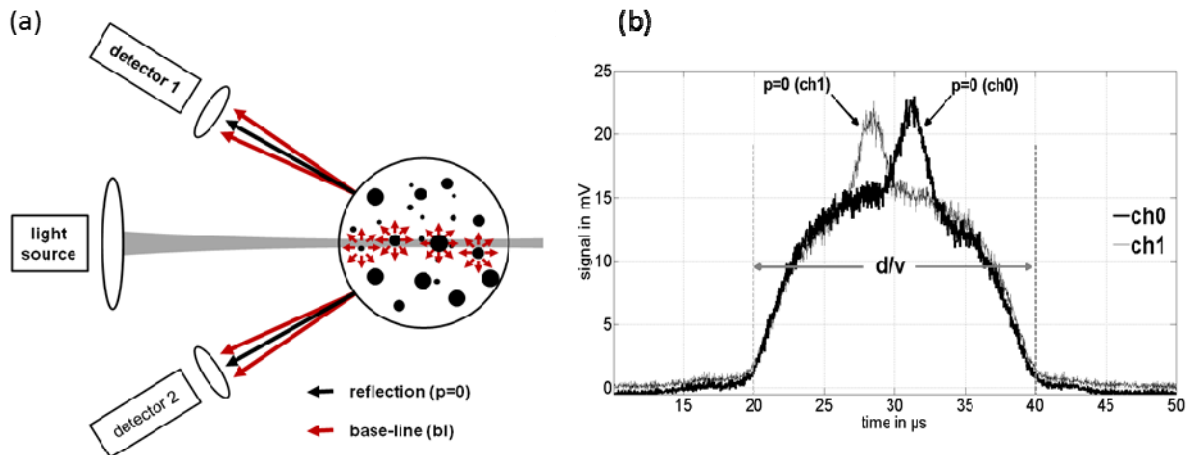 (a)
detector 1
light
source
detector 2
reflection (p=0)
base-line (bl)
(b)
25
20
15
10
5
0
signal in mV
p=0 (ch1)
p=0 (ch0)
d/v
ch0
ch1
15
20
25
30
35
40
45
50
time in µs